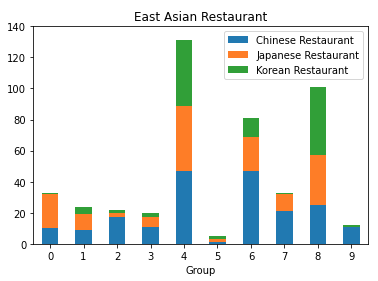 East Asian Restaurant
140
120
100
80
60
40
20
0
Chinese Restaurant
Japanese Restaurant
Korean Restaurant
0 1 2 3 4 5 6 7 8 9
Group